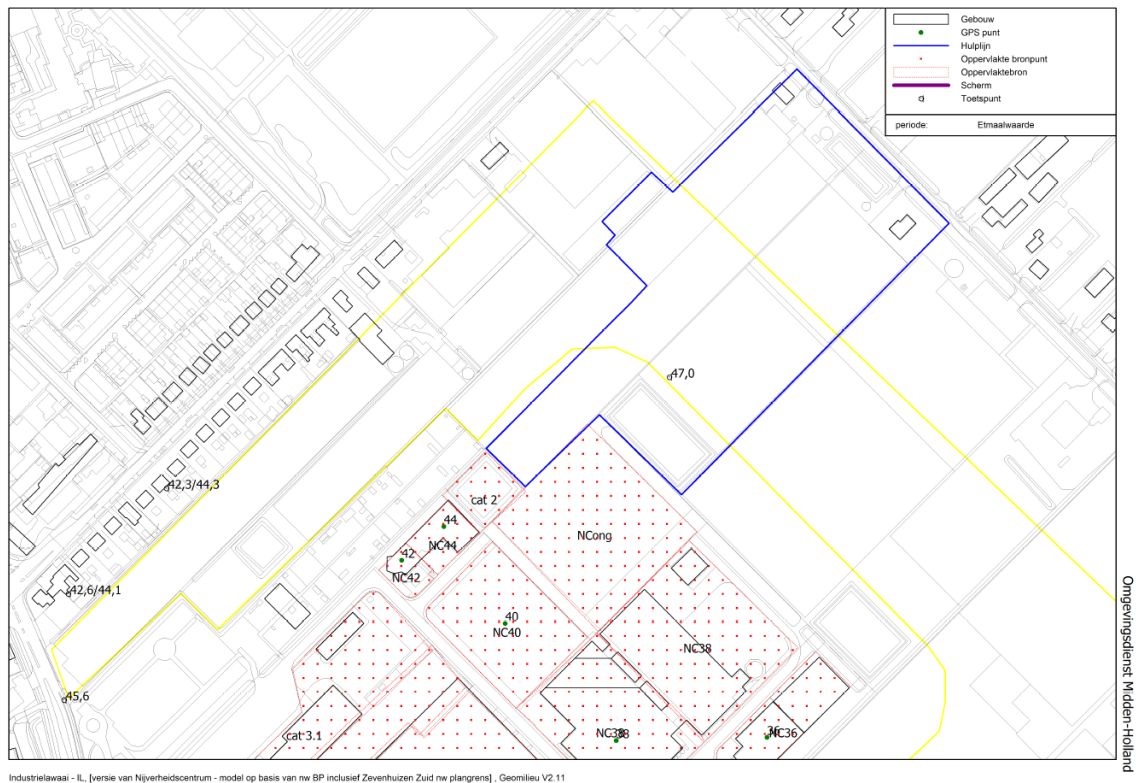 Gebouw
GPS punt
Hulplijn
Oppervlakte bronpunt
Oppervlaktebron
Scherm
Toetspunt
periode: Etmaalwaarde
47,0
42,3/44,3
cat 2
44
NC44
NCong
42
NC42
42,6/44,1
40
NC40
NC38
45,6
cat 3.1
NC38
38
36
NC36
Omgevingsdienst Midden-Holland
Industrielawaai - IL, [versie van Nijverheidscentrum - model op basis van nw BP inclusief Zevenhuizen Zuid nw plangrens] , Geomilieu V2.11